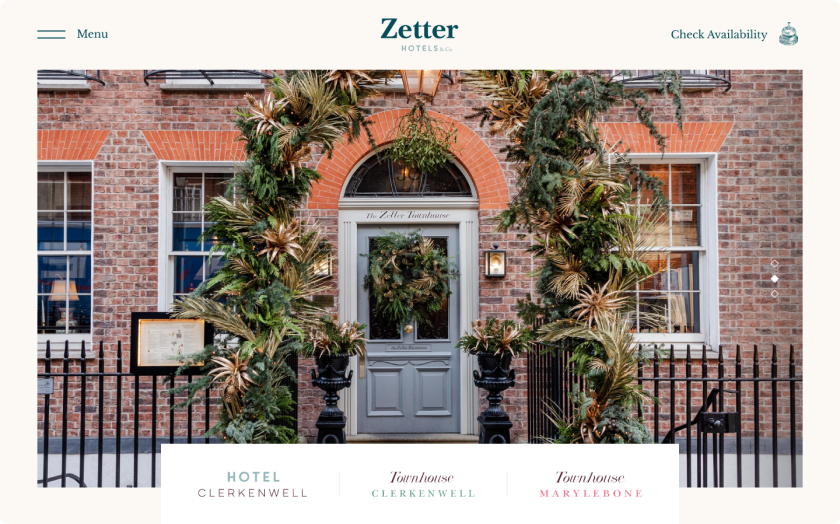 Menu
Zetter
HOTELS & Co
Check Availability
The Zetter Townhouse
HOTEL
CLERKENWELL
Townhouse
CLERKENWELL
Townhouse
MARYLEBONE